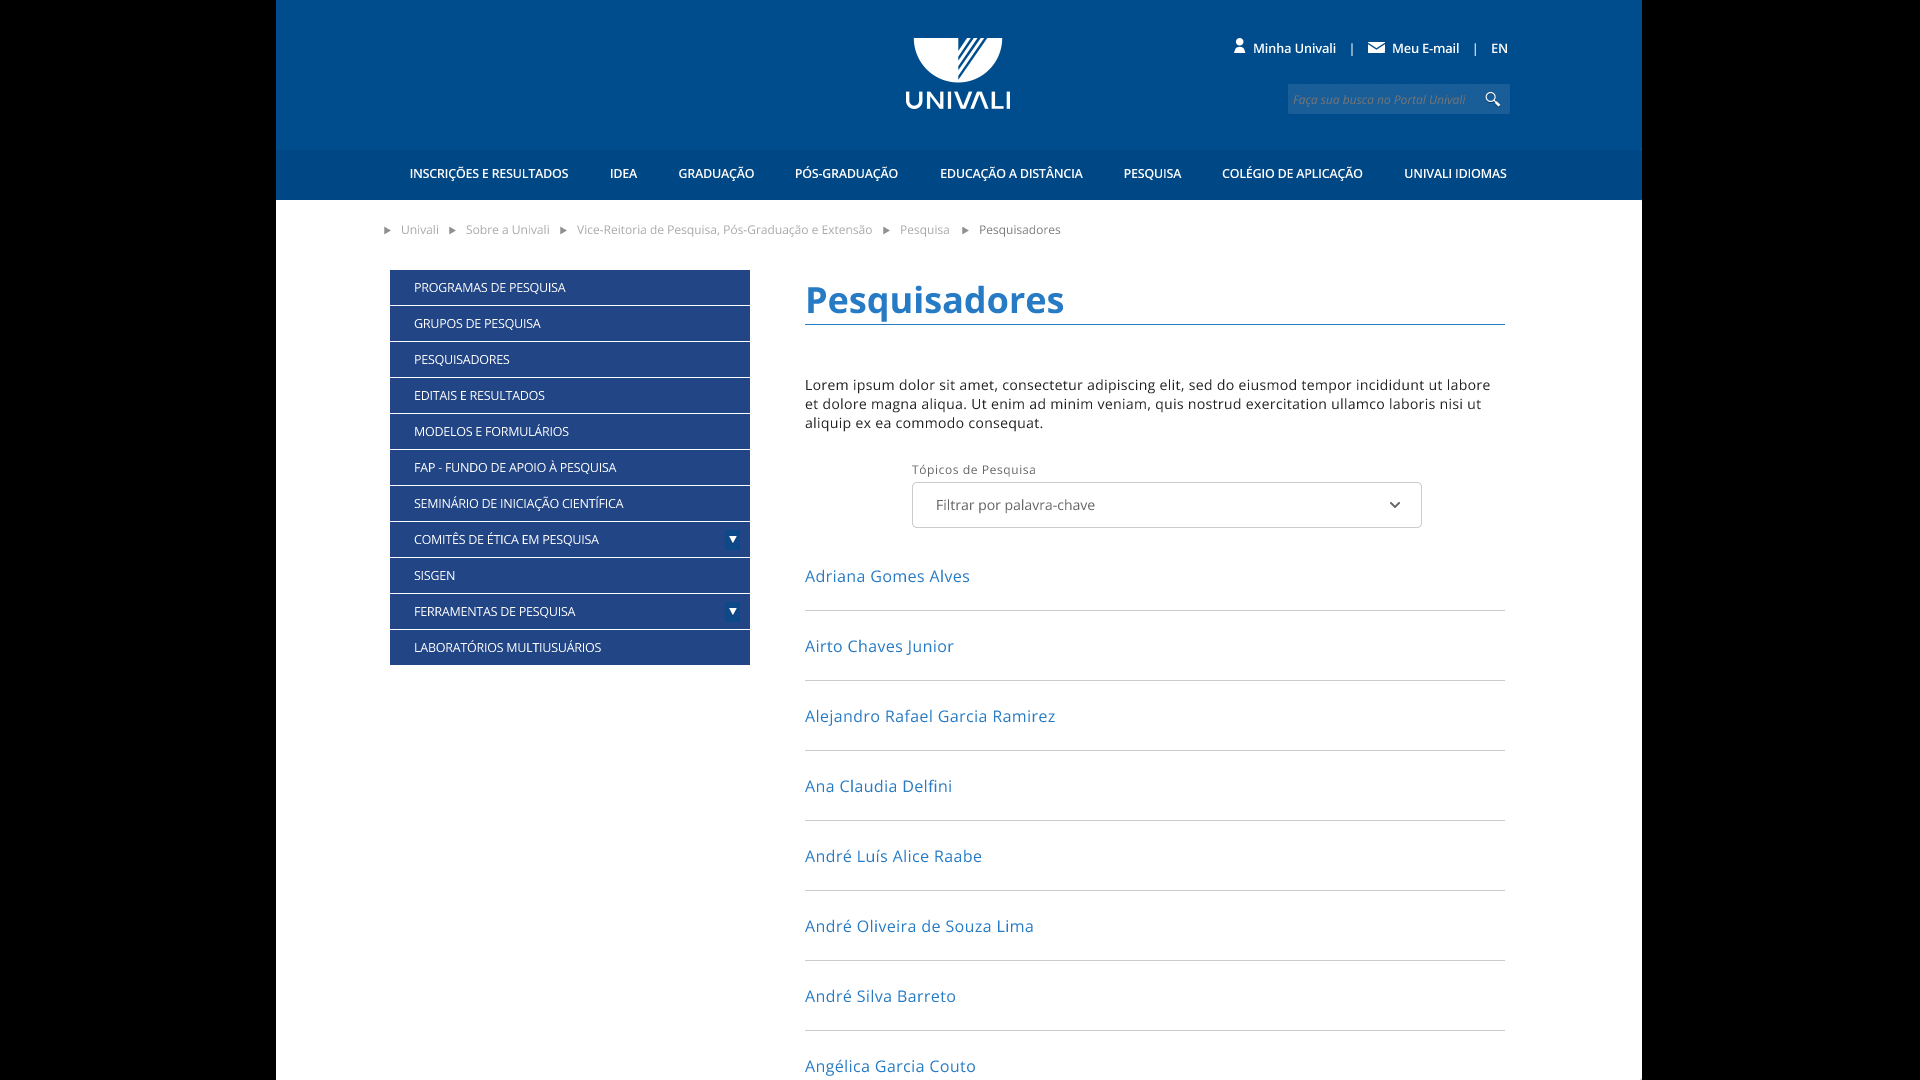 UNIVALI
Minha Univali | Meu E-mail | EN
Faça sua busca no Portal Univali
INSCRIÇÕES E RESULTADOS IDEA GRADUAÇÃO PÓS-GRADUAÇÃO EDUCAÇÃO A DISTÂNCIA PESQUISA COLÉGIO DE APLICAÇÃO UNIVALI IDIOMAS
Univali Sobre a Univali Vice-Reitoria de Pesquisa, Pós-Graduação e Extensão Pesquisa Pesquisadores
PROGRAMAS DE PESQUISA
GRUPOS DE PESQUISA
PESQUISADORES
EDITAIS E RESULTADOS
MODELOS E FORMULÁRIOS
FAP - FUNDO DE APOIO À PESQUISA
SEMINÁRIO DE INICIAÇÃO CIENTÍFICA
COMITÊS DE ÉTICA EM PESQUISA
SISGEN
FERRAMENTAS DE PESQUISA
LABORATÓRIOS MULTIUSUÁRIOS
Pesquisadores
Lorem ipsum dolor sit amet, consectetur adipiscing elit, sed do eiusmod tempor incididunt ut labore
et dolore magna aliqua. Ut enim ad minim veniam, quis nostrud exercitation ullamco laboris nisi ut
aliquip ex ea commodo consequat.
Tópicos de Pesquisa
Filtrar por palavra-chave
Adriana Gomes Alves
Airto Chaves Junior
Alejandro Rafael Garcia Ramirez
Ana Claudia Delfini
André Luís Alice Raabe
André Oliveira de Souza Lima
André Silva Barreto
Angélica Garcia Couto